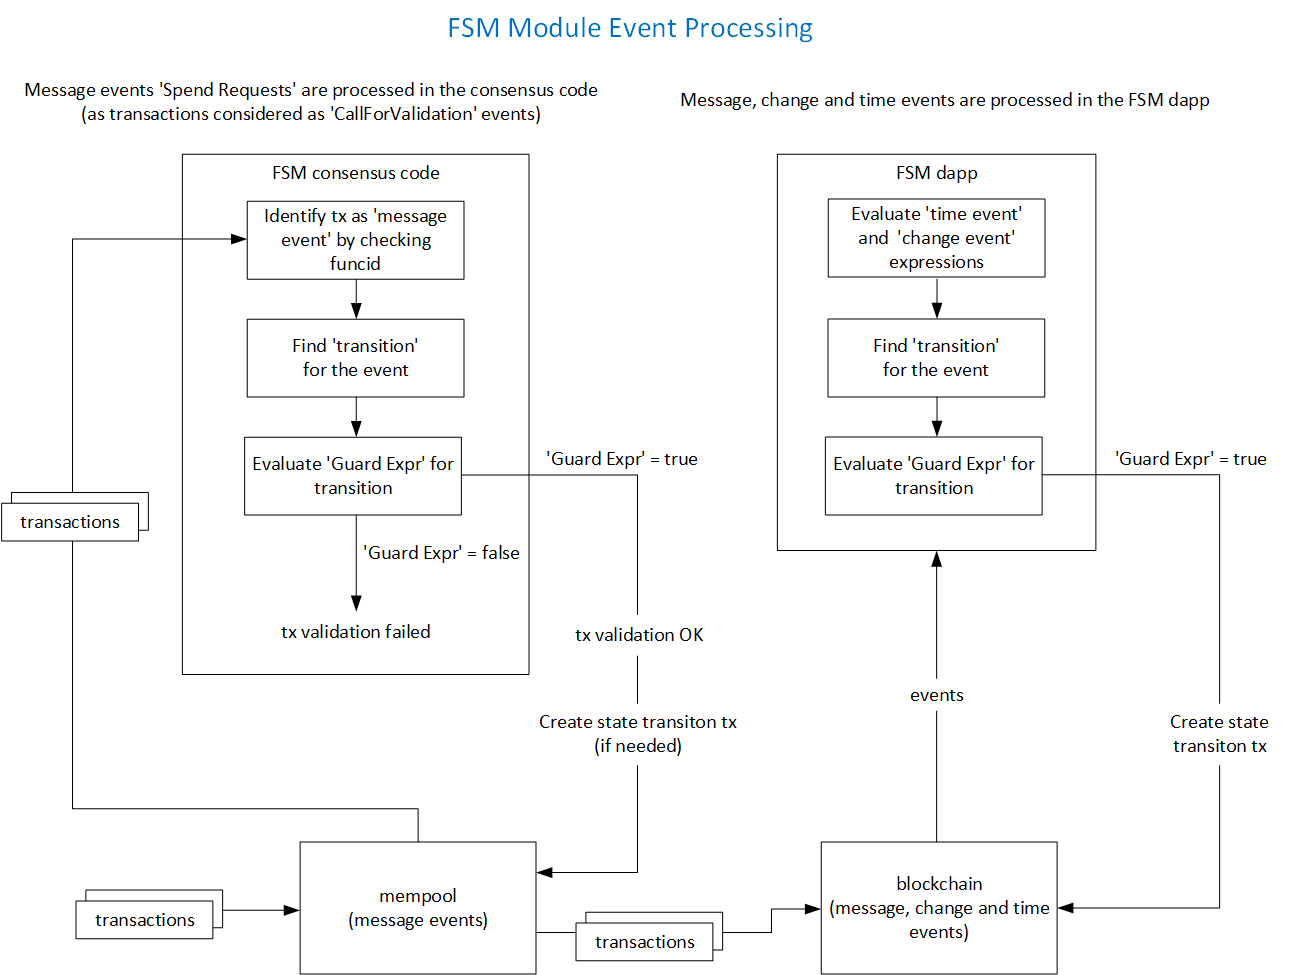 FSM Module Event Processing
Message events 'Spend Requests' are processed in the consensus code
(as transactions considered as 'CallForValidation' events)
Message, change and time events are processed in the FSM dapp
FSM consensus code
Identify tx as 'message
event' by checking
funcid
Find 'transition'
for the event
Evaluate 'Guard Expr' for
transition
'Guard Expr' = true
'Guard Expr' = false
tx validation failed
tx validation OK
Create state transiton tx
(if needed)
transactions
FSM dapp
Evaluate 'time event'
and 'change event'
expressions
Find 'transition'
for the event
Evaluate 'Guard Expr' for
transition
'Guard Expr' = true
events
Create state
transiton tx
transactions
mempool
(message events)
transactions
blockchain
(message, change and time
events)